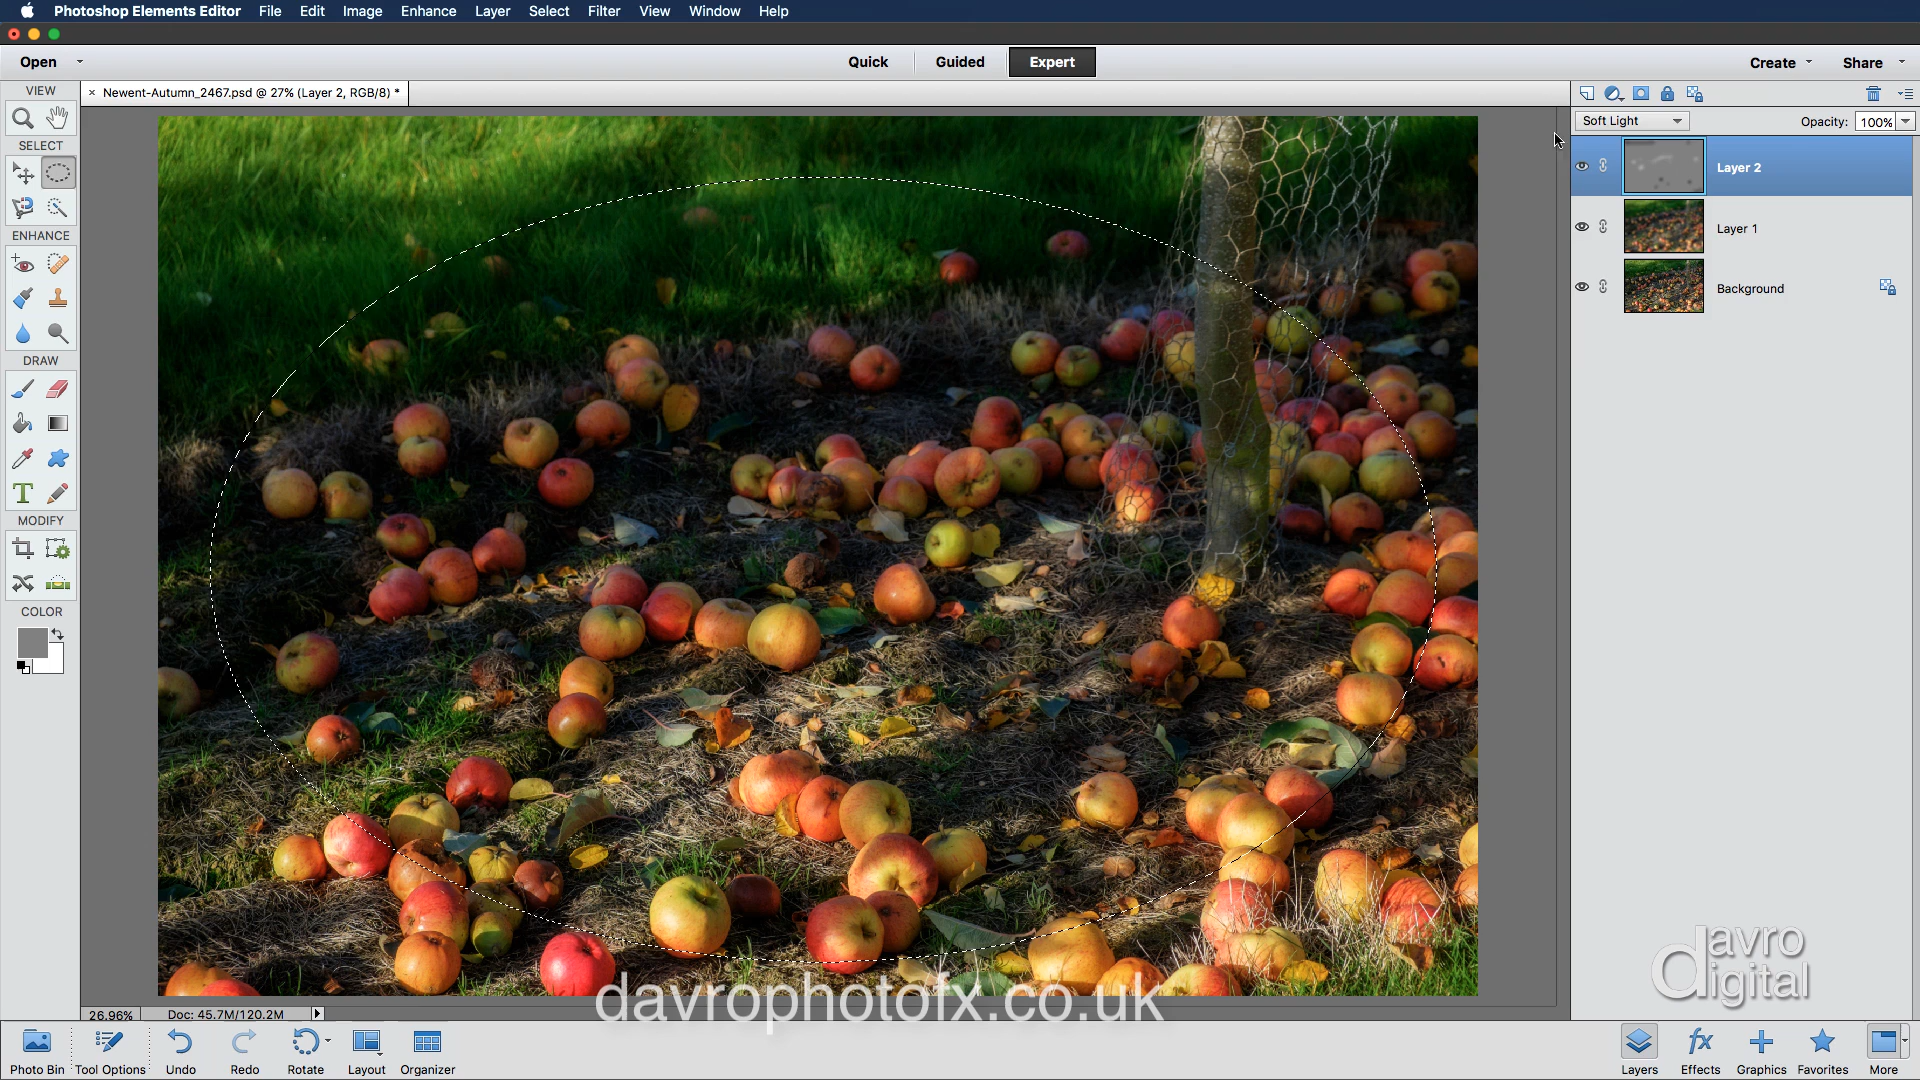 Photoshop Elements Editor File Edit Image Enhance Layer Select Filter View Window Help
Open Quick Guided Expert Create Share
VIEW
× Newent-Autumn_2467.psd @ 27% (Layer 2, RGB/8) *
Soft Light Opacity: 100%
SELECT
Layer 2
Layer 1
ENHANCE
Background
DRAW
T
MODIFY
COLOR
davro
digital
davrophotofx.co.uk
26.96% Doc: 45.7M/120.2M
fx
Photo Bin Tool Options Undo Redo Rotate Layout Organizer Layers Effects Graphics Favorites More